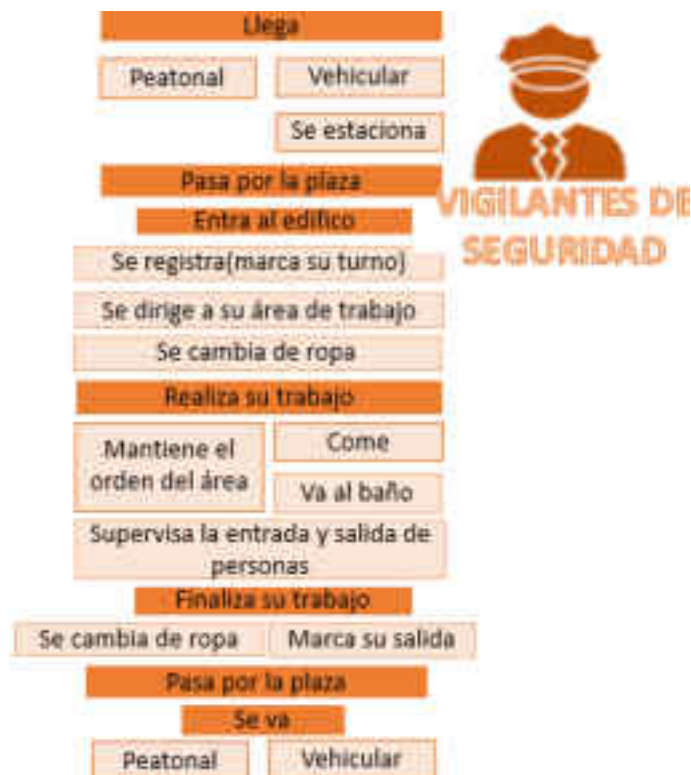 Llega
Peatonal
Vehicular
Se estaciona
Pasa por la plaza
Entra al edifico
VIGILANTES DE
SEGURIDAD
Se registra(marca su turno)
Se dirige a su área de trabajo
Se cambia de ropa
Realiza su trabajo
Mantiene el
orden del área
Come
Va al baño
Supervisa la entrada y salida de
personas
Finaliza su trabajo
Se cambia de ropa
Marca su salida
Pasa por la plaza
Se va
Peatonal
Vehicular